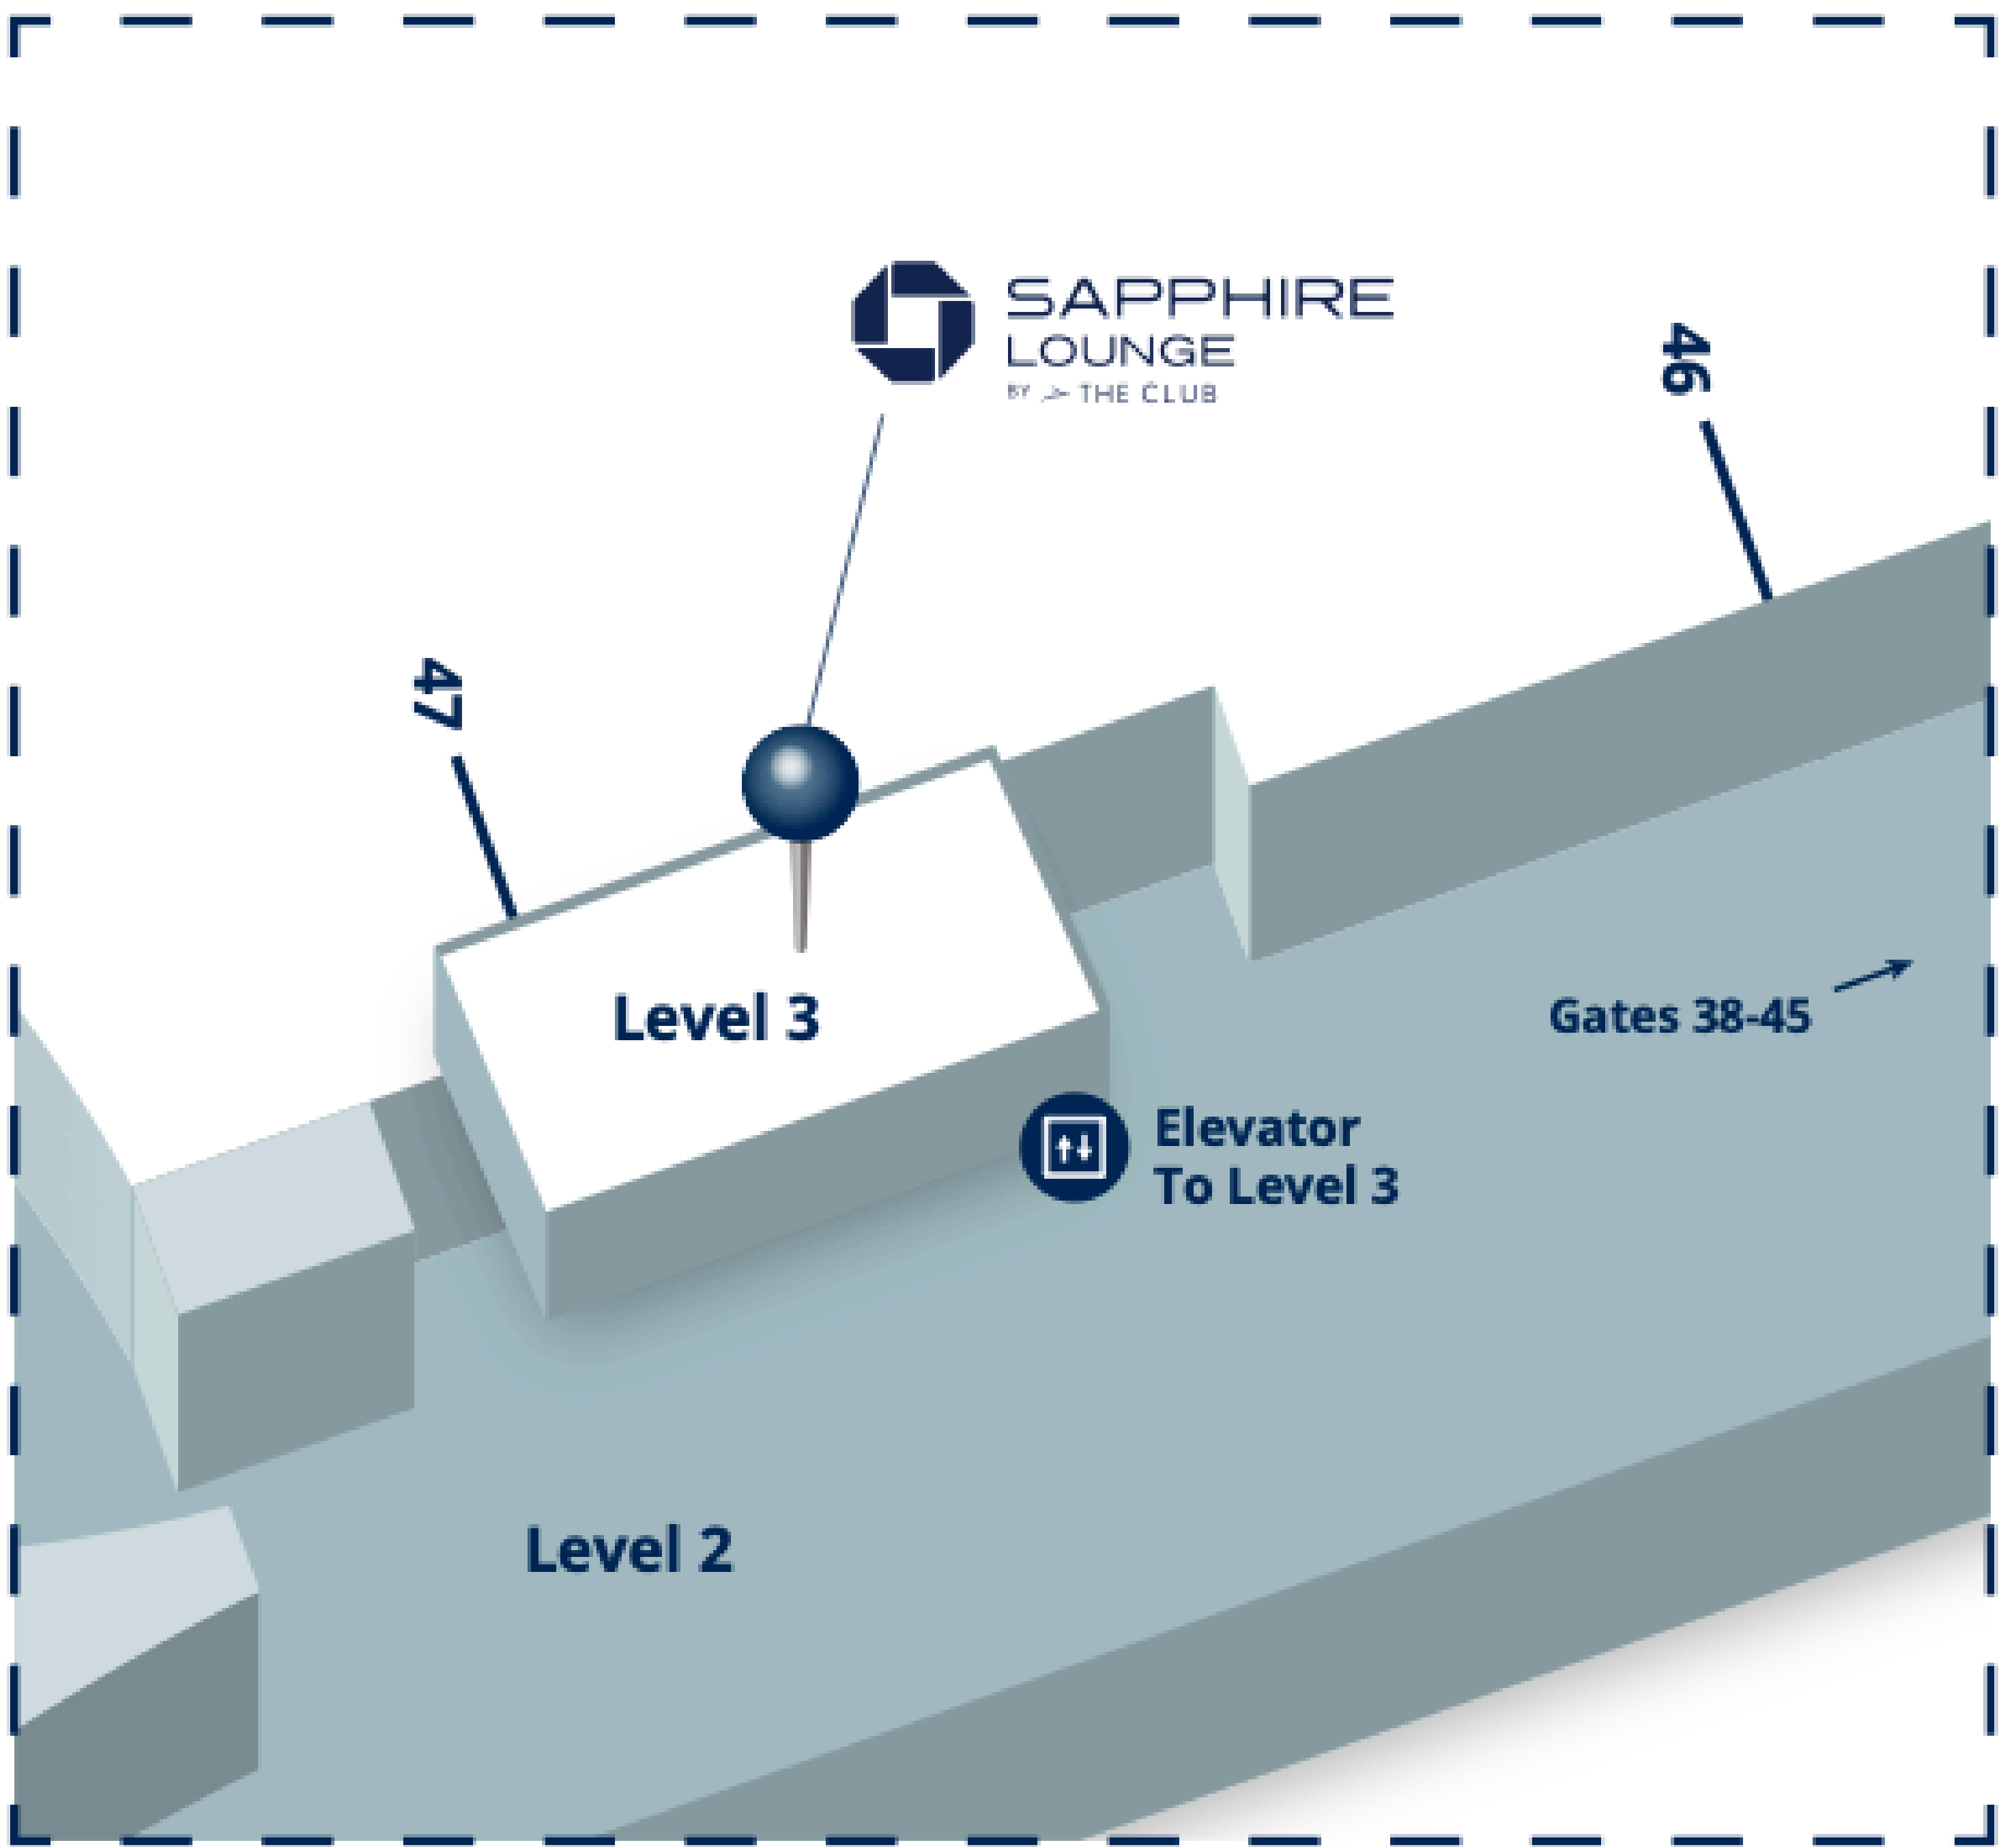 SAPPHIRE
LOUNGE
BY THE CLUB
46
47
Level 3
Gates 38-45
Elevator
To Level 3
Level 2